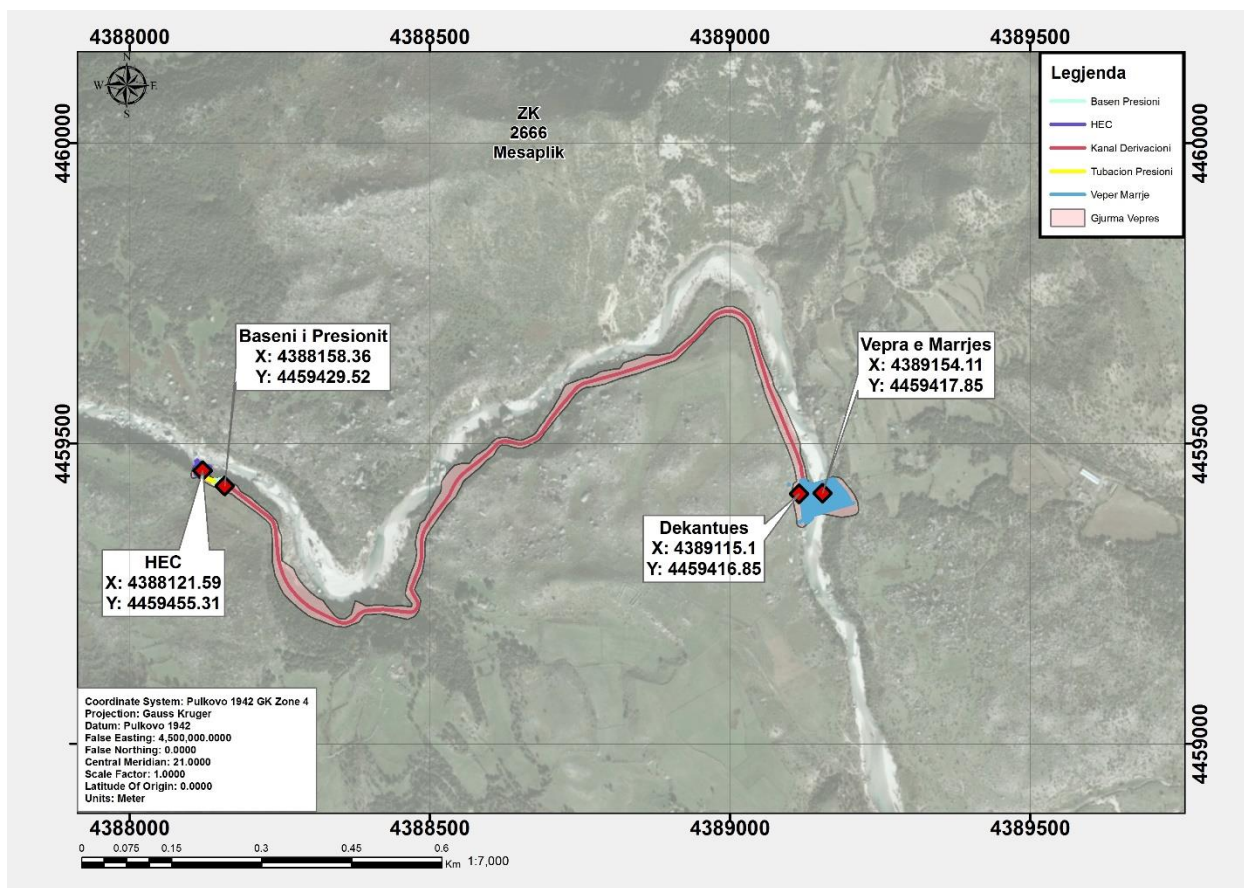 4388000 4388500 4389000 4389500
N
W E
S
ZK
2666
Mesaplik
Legjenda
Basen Presioni
HEC
Kanal Derivacioni
Tubacion Presioni
Veper Marrje
Gjurma Vepres
4460000 4460000
Baseni i Presionit
X: 4388158.36
Y: 4459429.52
Vepra e Marrjes
X: 4389154.11
Y: 4459417.85
4459500 4459500
HEC
X: 4388121.59
Y: 4459455.31
Dekantues
X: 4389115.1
Y: 4459416.85
4459000
Coordinate System: Pulkovo 1942 GK Zone 4
Projection: Gauss Kruger
Datum: Pulkovo 1942
False Easting: 4,500,000.0000
False Northing: 0.0000
Central Meridian: 21.0000
Scale Factor: 1.0000
Latitude Of Origin: 0.0000
Units: Meter
4388000 4388500 4389000 4389500
0 0.075 0.15 0.3 0.45 0.6
Km 1:7,000